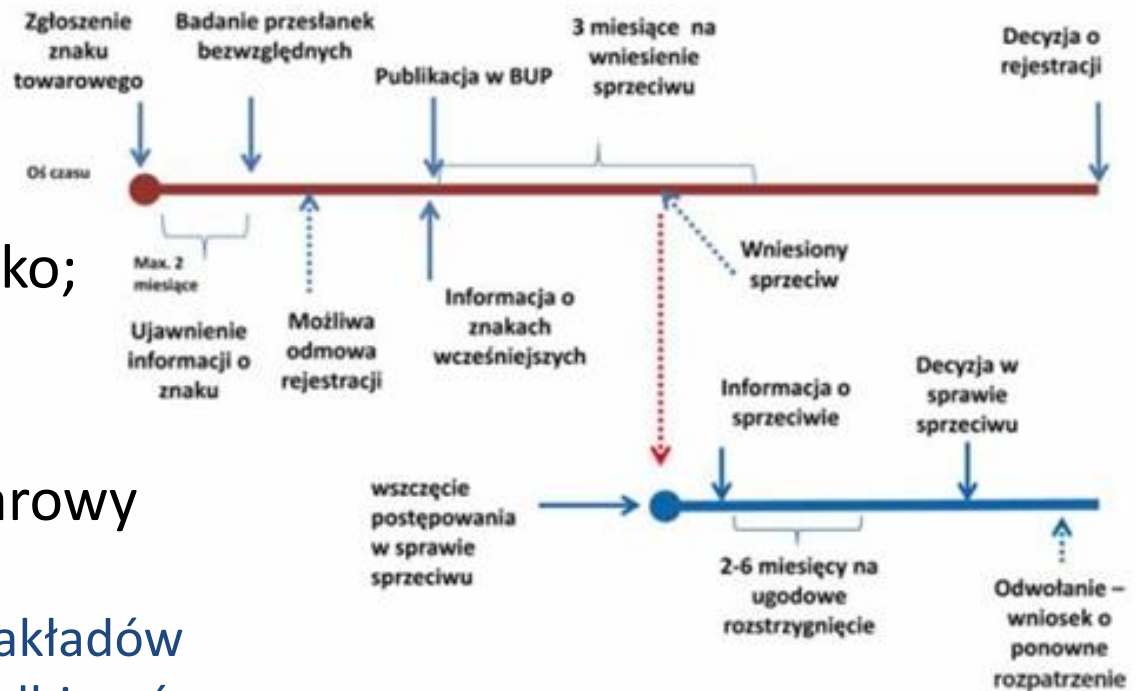 Zgłoszenie
znaku
towarowego
Badanie przesłanek
bezwzględnych
Publikacja w BUP
3 miesiące na
wniesienie
sprzeciwu
Decyzja o
rejestracji
Oś czasu
Max. 2
miesiące
Ujawnienie
informacji o
znaku
Możliwa
odmowa
rejestracji
Informacja o
znakach
wcześniejszych
Wniesiony
sprzeciw
ko;
arowy
akładów
wszczęcie
postępowania
w sprawie
sprzeciwu
Informacja o
sprzeciwie
Decyzja w
sprawie
sprzeciwu
2-6 miesięcy na
ugodowe
rozstrzygnięcie
Odwołanie –
wniosek o
ponowne
rozpatrzenie